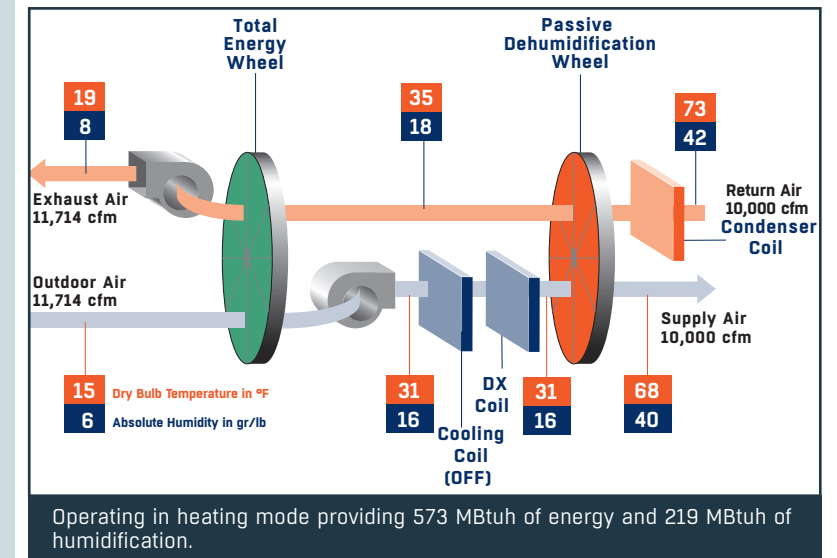 Total
Energy
Wheel
Passive
Dehumidification
Wheel
19
8
35
18
73
42
Exhaust Air
11,714 cfm
Return Air
10,000 cfm
Condenser
Coil
Outdoor Air
11,714 cfm
Supply Air
10,000 cfm
15
6
Dry Bulb Temperature in °F
Absolute Humidity in gr/lb
31
16
Cooling
Coil
(OFF)
DX
Coil
31
16
68
40
Operating in heating mode providing 573 MBtuh of energy and 219 MBtuh of
humidification.